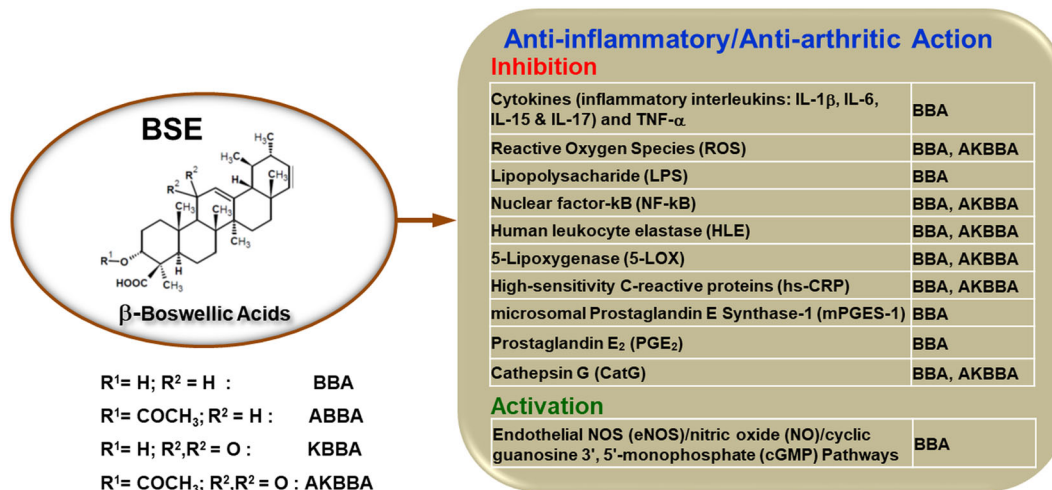 BSE
H₃C
CH₃
H₃C
R²
R²
H
CH₃
CH₃
CH₃
CH₃
R¹
O
H
HOOC
CH₃
β-Boswellic Acids
R¹= H; R² = H : BBA
R¹= COCH₃; R² = H : ABBA
R¹= H; R²,R² = O : KBBA
R¹= COCH₃; R²,R² = O : AKBBA
Anti-inflammatory/Anti-arthritic Action
Inhibition
Cytokines (inflammatory interleukins: IL-1β, IL-6,
IL-15 & IL-17) and TNF-α
BBA
Reactive Oxygen Species (ROS) BBA, AKBBA
Lipopolysacharide (LPS) BBA
Nuclear factor-kB (NF-kB) BBA, AKBBA
Human leukocyte elastase (HLE) BBA, AKBBA
5-Lipoxygenase (5-LOX) BBA, AKBBA
High-sensitivity C-reactive proteins (hs-CRP) BBA, AKBBA
microsomal Prostaglandin E Synthase-1 (mPGES-1) BBA
Prostaglandin E₂ (PGE₂) BBA
Cathepsin G (CatG) BBA, AKBBA
Activation
Endothelial NOS (eNOS)/nitric oxide (NO)/cyclic
guanosine 3', 5'-monophosphate (cGMP) Pathways
BBA